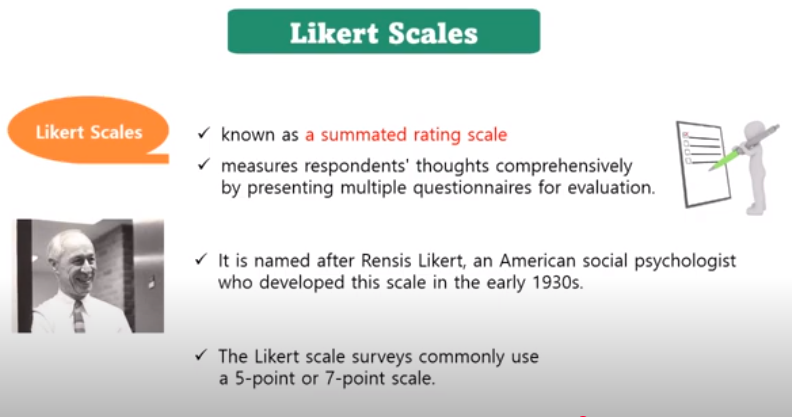 Likert Scales
Likert Scales
✓ known as a summated rating scale
✓ measures respondents' thoughts comprehensively
by presenting multiple questionnaires for evaluation.
✓ It is named after Rensis Likert, an American social psychologist
who developed this scale in the early 1930s.
✓ The Likert scale surveys commonly use
a 5-point or 7-point scale.